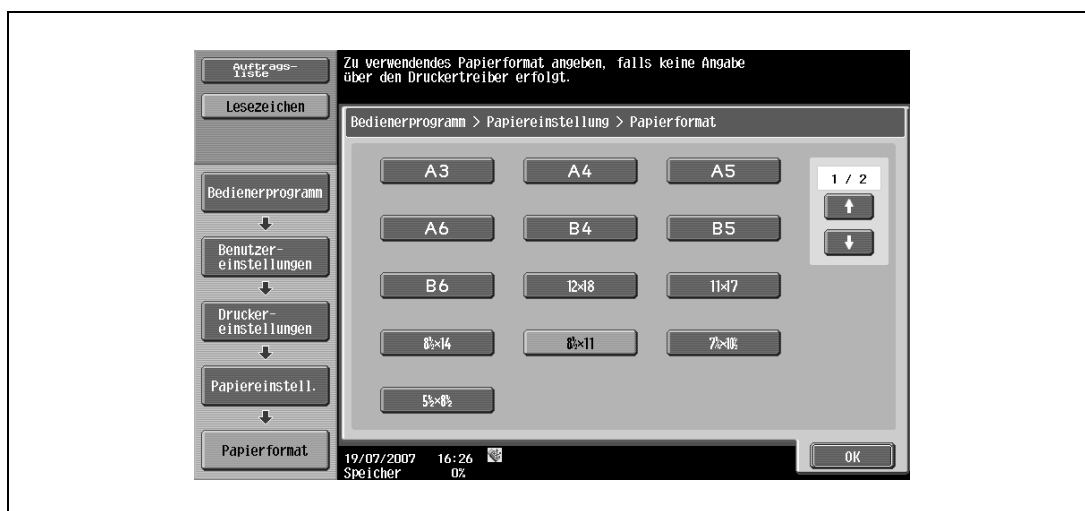 Auftrags-
liste
Lesezeichen
Zu verwendendes Papierformat angeben, falls keine Angabe
über den Druckertreiber erfolgt.
Bedienerprogramm > Papiereinstellung > Papierformat
Bedienerprogramm
Benutzer-
einstellungen
Drucker-
einstellungen
Papiereinstell.
Papierformat
A3 A4 A5
A6 B4 B5
B6 12×18 11×17
8½×14 8½×11 7¼×10½
5½×8½
1 / 2
19/07/2007 16:26
Speicher 0%
OK